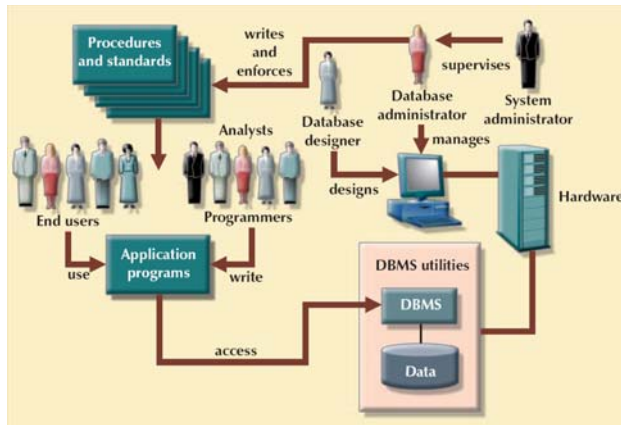 Procedures
and standards
writes
and
enforces
supervises
Database
administrator
System
administrator
Analysts
Database
designer
manages
designs
Hardware
End users
Programmers
use
Application
programs
write
DBMS utilities
DBMS
access
Data